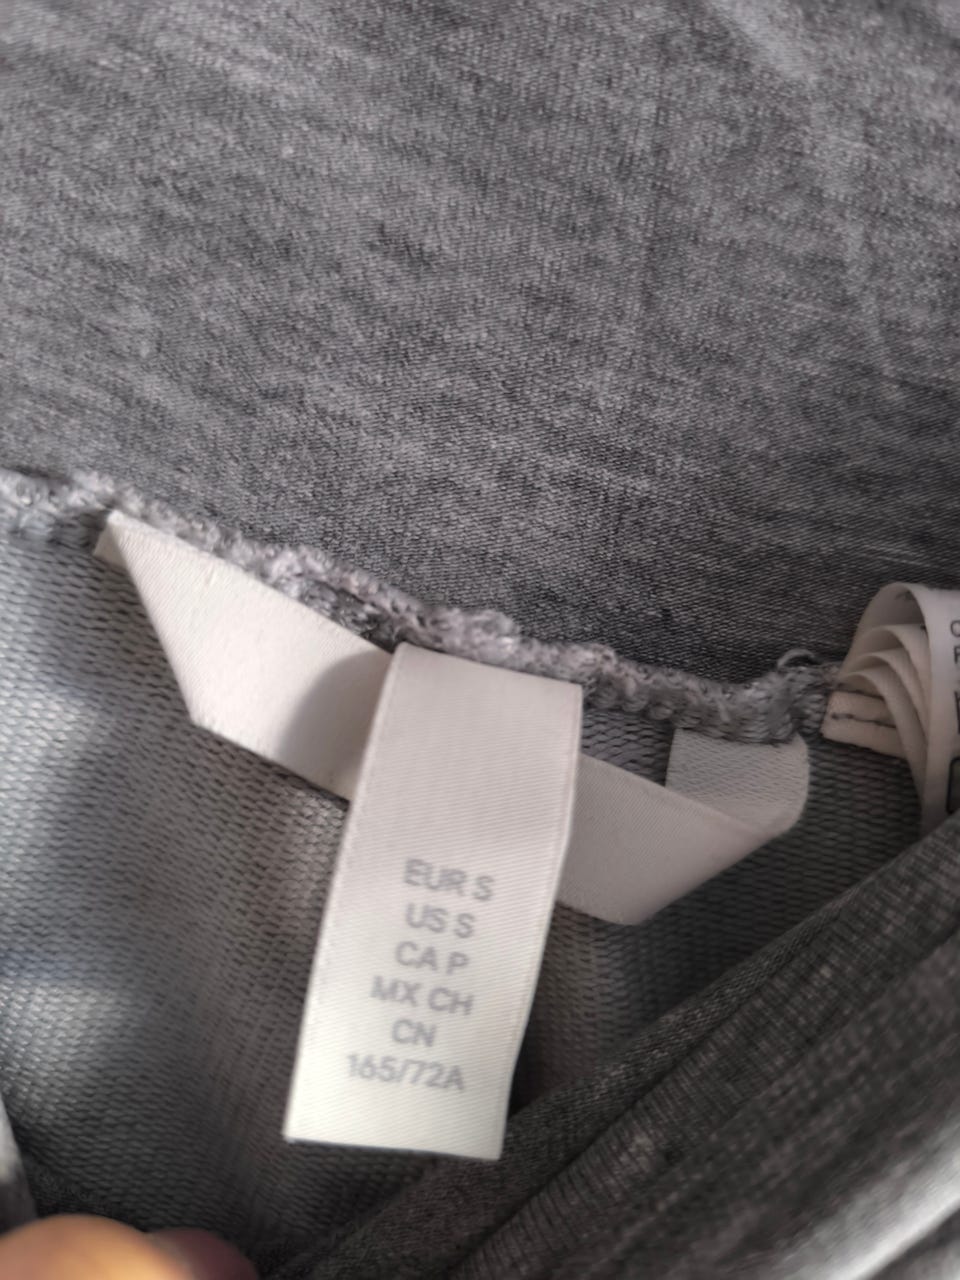 EUR S
US S
CA P
MX CH
CN
165/72A